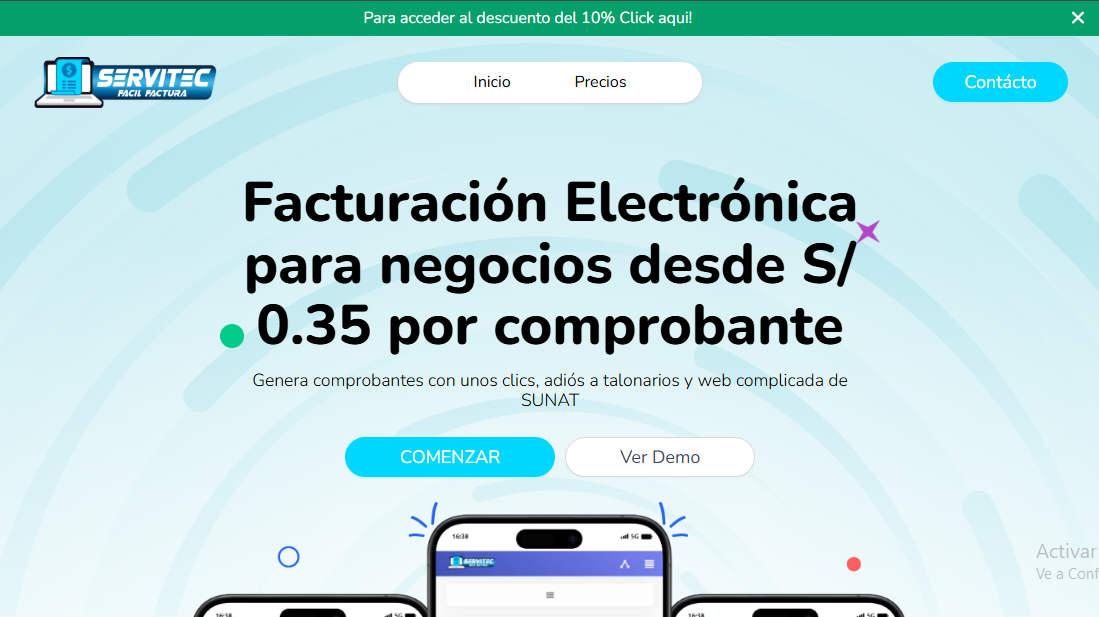 Para acceder al descuento del 10% Click aqui!
SERVITEC
FACIL FACTURA
Inicio
Precios
Contácto
Facturación Electrónica
para negocios desde S/
0.35 por comprobante
Genera comprobantes con unos clics, adiós a talonarios y web complicada de
SUNAT
COMENZAR
Ver Demo
16:38
5G
SERVITEC
Activar
Ve a Conf
16:38
5G
16:38
5G